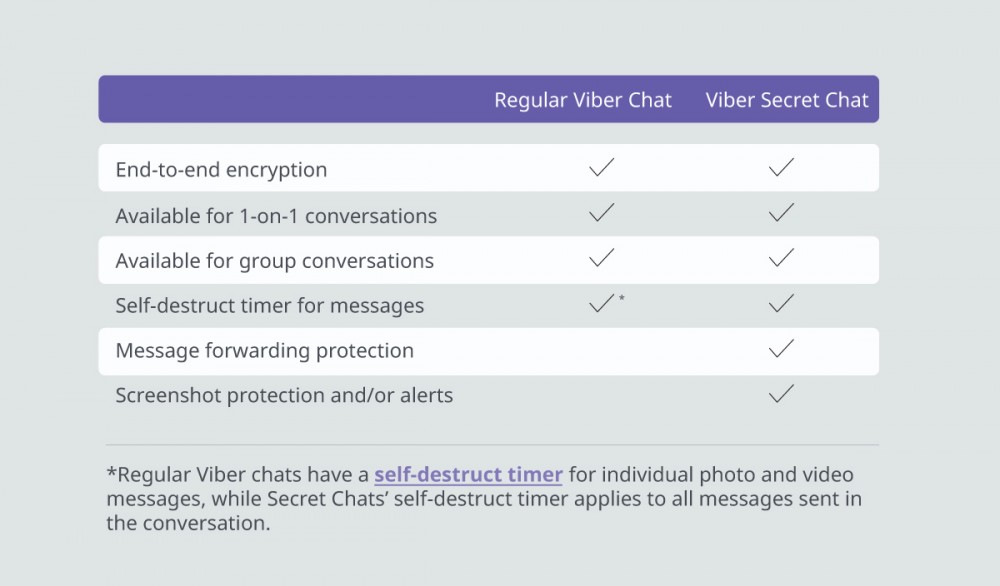 Regular Viber Chat Viber Secret Chat
End-to-end encryption ✓ ✓
Available for 1-on-1 conversations ✓ ✓
Available for group conversations ✓ ✓
Self-destruct timer for messages ✓* ✓
Message forwarding protection ✓
Screenshot protection and/or alerts ✓
*Regular Viber chats have a self-destruct timer for individual photo and video
messages, while Secret Chats’ self-destruct timer applies to all messages sent in
the conversation.